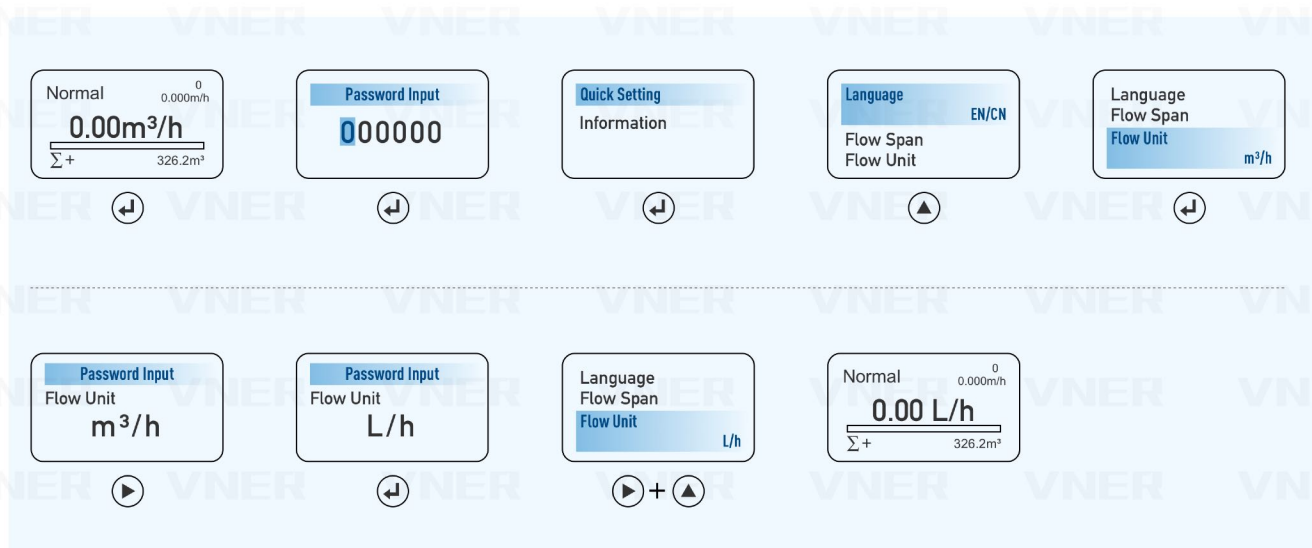 Normal
0
0.000m/h
0.00m³/h
∑+
326.2m³
Password Input
000000
Quick Setting
Information
Language
EN/CN
Flow Span
Flow Unit
Language
Flow Span
Flow Unit
m³/h
Password Input
Flow Unit
m³/h
Password Input
Flow Unit
L/h
Language
Flow Span
Flow Unit
L/h
+
Normal
0
0.000m/h
0.00 L/h
∑+
326.2m³
VNER